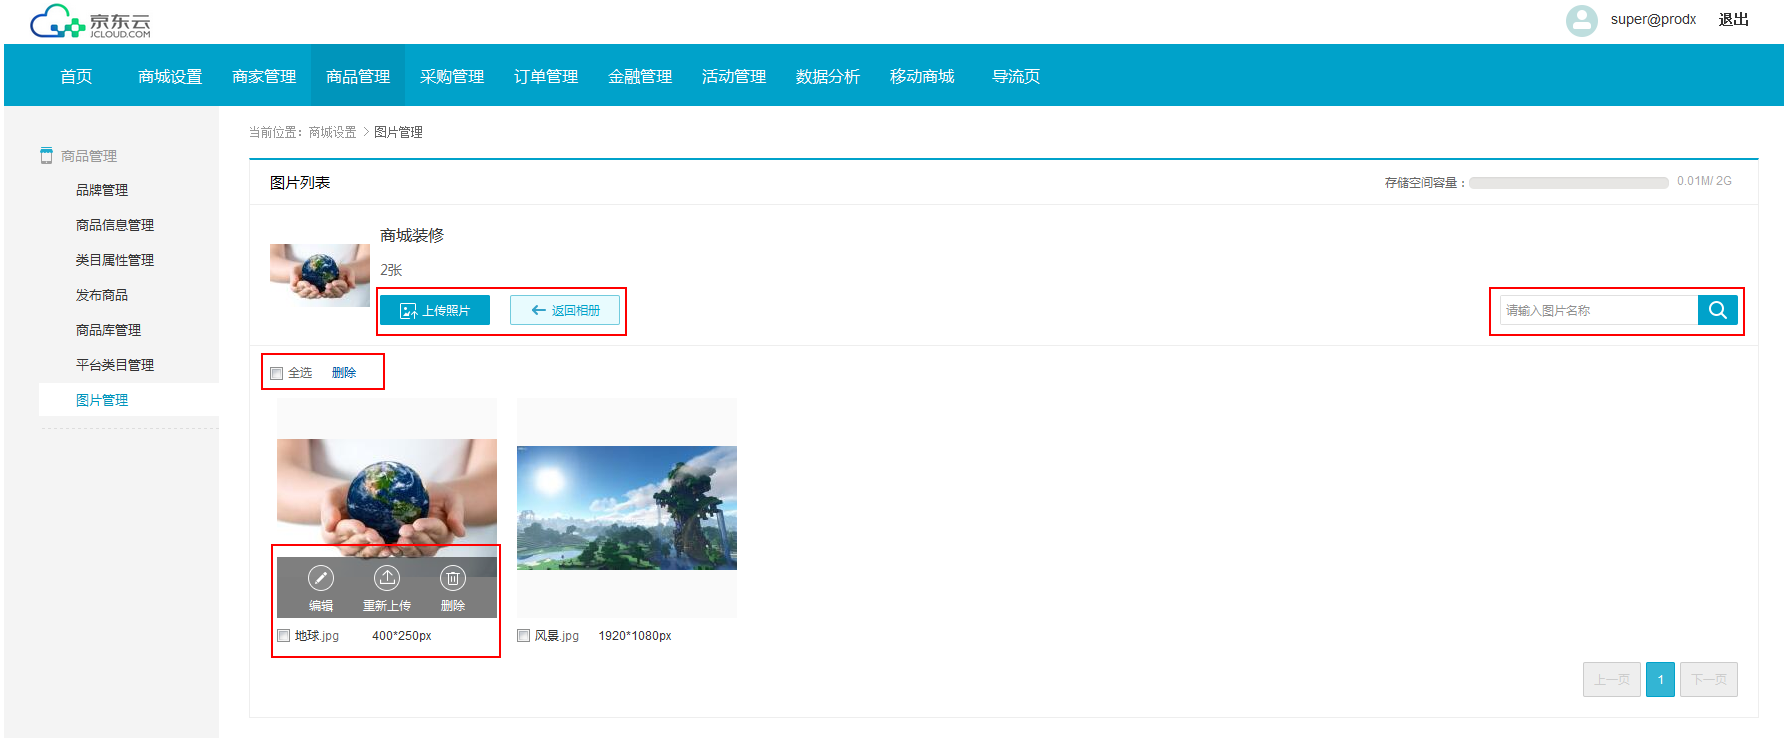 京东云
JCLOUD.COM
super@prodx 退出
首页 商城设置 商家管理 商品管理 采购管理 订单管理 金融管理 活动管理 数据分析 移动商城 导流页
商品管理
品牌管理
商品信息管理
类目属性管理
发布商品
商品库管理
平台类目管理
图片管理
当前位置：商城设置 > 图片管理
图片列表
存储空间容量： 0.01M/ 2G
商城装修
2张
上传照片 返回相册
请输入图片名称
全选 删除
编辑 重新上传 删除
地球.jpg 400*250px
风景.jpg 1920*1080px
上一页 1 下一页